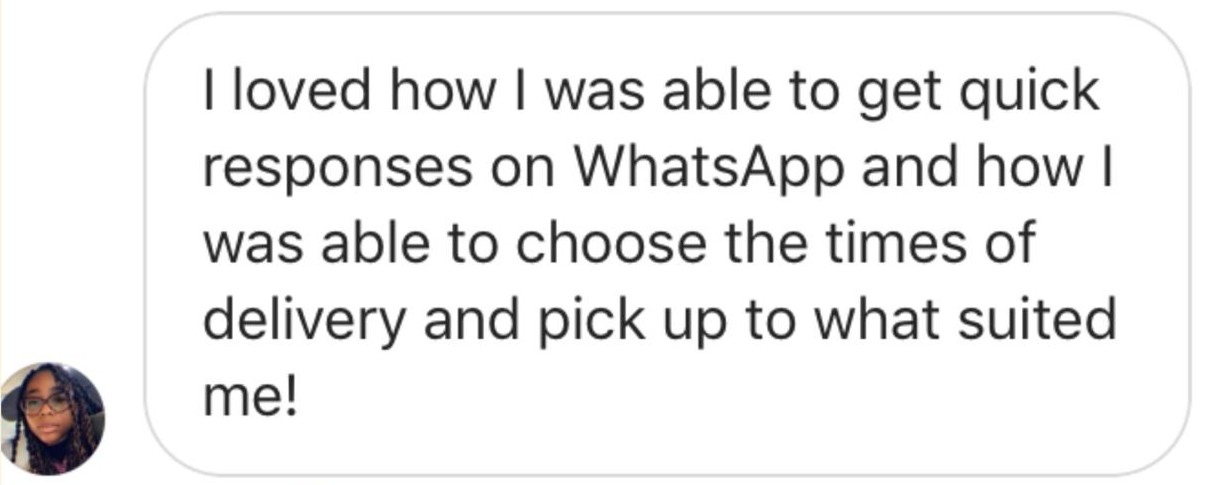 I loved how I was able to get quick
responses on WhatsApp and how I
was able to choose the times of
delivery and pick up to what suited
me!